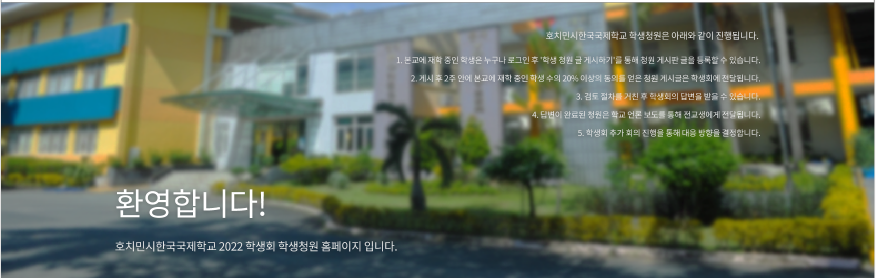 호치민시한국국제학교 학생청원은 아래와 같이 진행됩니다.
1. 본교에 재학 중인 학생은 누구나 로그인 후 '학생 청원 글 게시하기'를 통해 청원 게시판 글을 등록할 수 있습니다.
2. 게시 후 2주 안에 본교에 재학 중인 학생 수의 20% 이상의 동의를 얻은 청원 게시글은 학생회에 전달됩니다.
3. 검토 절차를 거친 후 학생회의 답변을 받을 수 있습니다.
4. 답변이 완료된 청원은 학교 언론 보도를 통해 전교생에게 전달됩니다.
5. 학생회 추가 회의 진행을 통해 대응 방향을 결정합니다.
환영합니다!
호치민시한국국제학교 2022 학생회 학생청원 홈페이지 입니다.